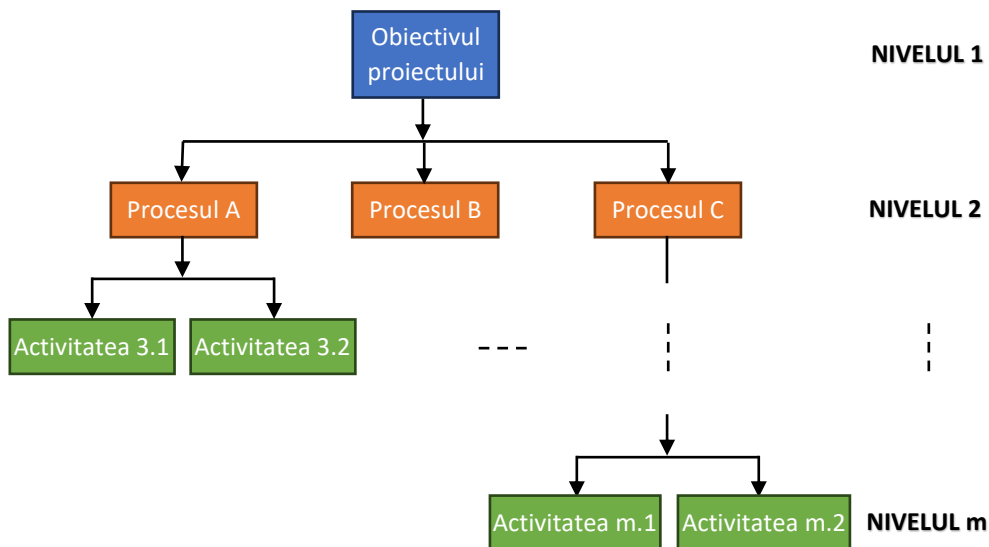 Obiectivul
proiectului
NIVELUL 1
Procesul A
Procesul B
Procesul C
NIVELUL 2
Activitatea 3.1
Activitatea 3.2
Activitatea m.1
Activitatea m.2
NIVELUL m